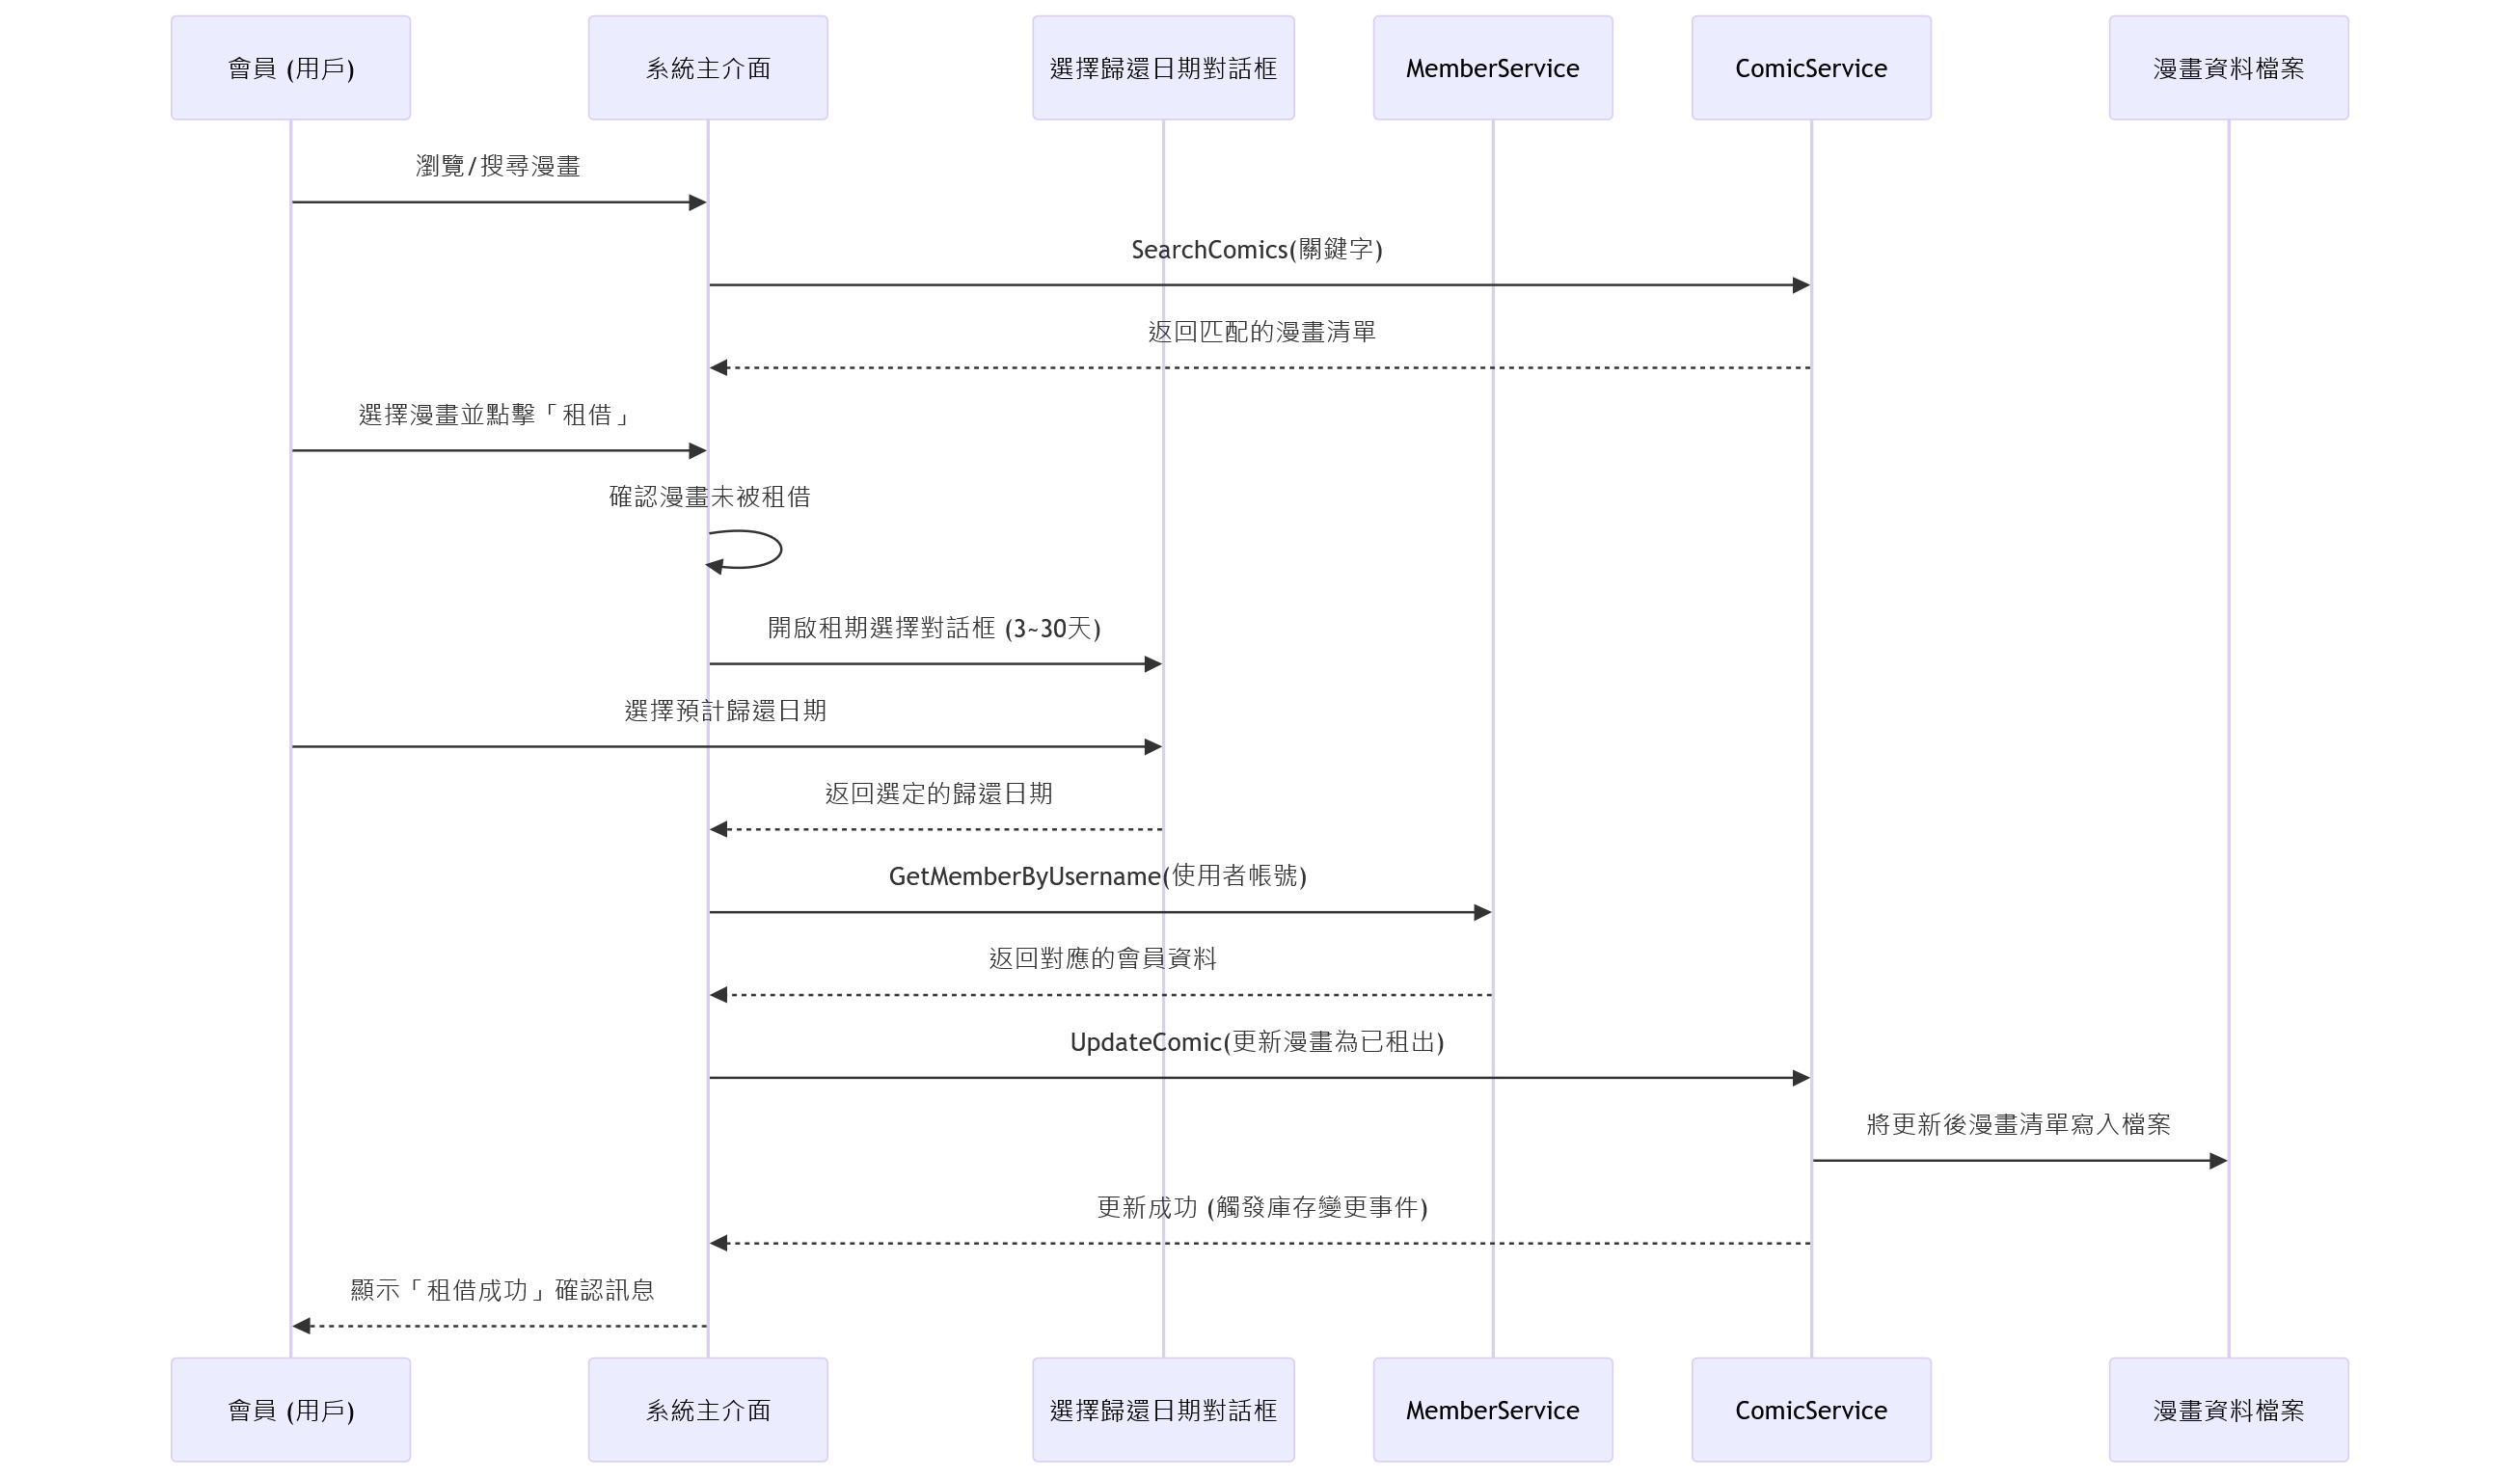 會員 (用戶)
系統主介面
選擇歸還日期對話框
MemberService
ComicService
漫畫資料檔案
瀏覽/搜尋漫畫
SearchComics(關鍵字)
返回匹配的漫畫清單
選擇漫畫並點擊「租借」
確認漫畫未被租借
開啟租期選擇對話框 (3~30天)
選擇預計歸還日期
返回選定的歸還日期
GetMemberByUsername(使用者帳號)
返回對應的會員資料
UpdateComic(更新漫畫為已租出)
將更新後漫畫清單寫入檔案
更新成功 (觸發庫存變更事件)
顯示「租借成功」確認訊息
會員 (用戶)
系統主介面
選擇歸還日期對話框
MemberService
ComicService
漫畫資料檔案